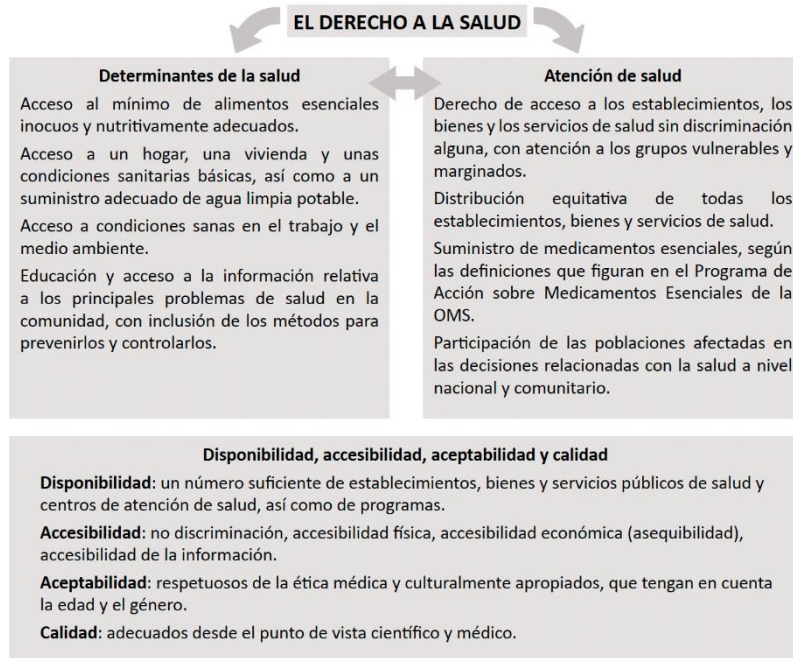 EL DERECHO A LA SALUD
Determinantes de la salud
Acceso al mínimo de alimentos esenciales
inocuos y nutritivamente adecuados.
Acceso a un hogar, una vivienda y unas
condiciones sanitarias básicas, así como a un
suministro adecuado de agua limpia potable.
Acceso a condiciones sanas en el trabajo y el
medio ambiente.
Educación y acceso a la información relativa
a los principales problemas de salud en la
comunidad, con inclusión de los métodos para
prevenirlos y controlarlos.
Atención de salud
Derecho de acceso a los establecimientos, los
bienes y los servicios de salud sin discriminación
alguna, con atención a los grupos vulnerables y
marginados.
Distribución equitativa de todas los
establecimientos, bienes y servicios de salud.
Suministro de medicamentos esenciales, según
las definiciones que figuran en el Programa de
Acción sobre Medicamentos Esenciales de la
OMS.
Participación de las poblaciones afectadas en
las decisiones relacionadas con la salud a nivel
nacional y comunitario.
Disponibilidad, accesibilidad, aceptabilidad y calidad
Disponibilidad: un número suficiente de establecimientos, bienes y servicios públicos de salud y
centros de atención de salud, así como de programas.
Accesibilidad: no discriminación, accesibilidad física, accesibilidad económica (asequibilidad),
accesibilidad de la información.
Aceptabilidad: respetuosos de la ética médica y culturalmente apropiados, que tengan en cuenta
la edad y el género.
Calidad: adecuados desde el punto de vista científico y médico.